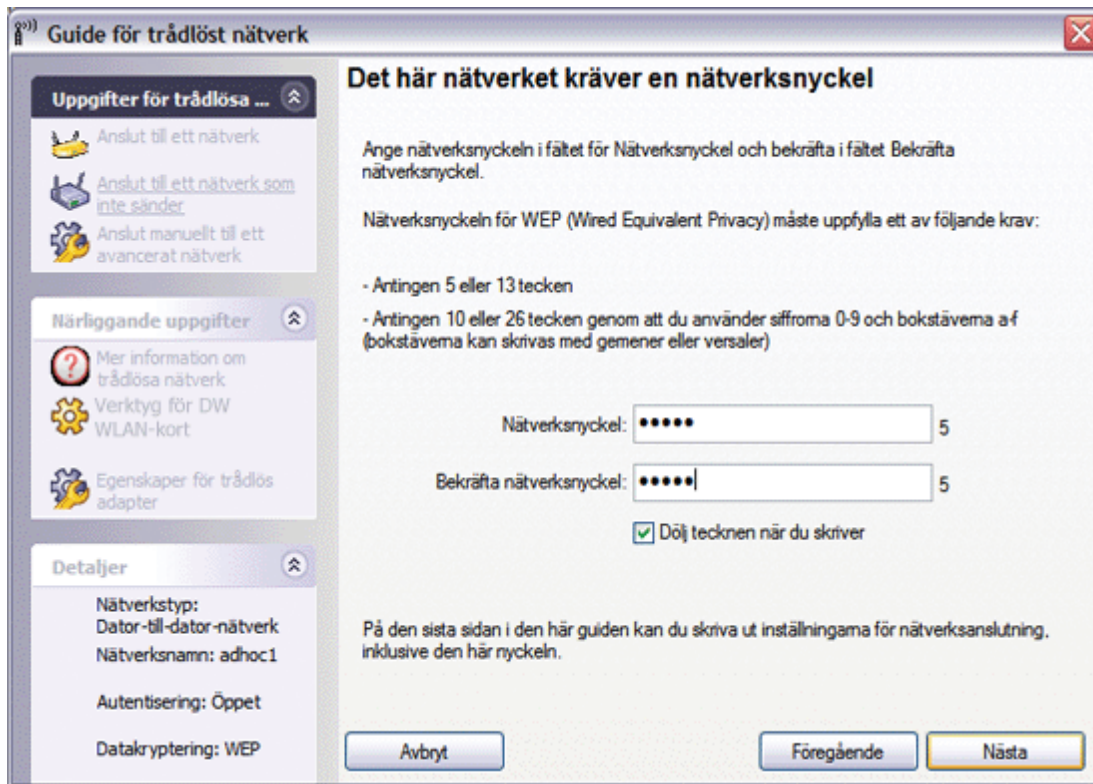 Guide för trådlöst nätverk
Uppgifter för trådlösa ...
Anslut till ett nätverk
Anslut till ett nätverk som
inte sänder
Anslut manuellt till ett
avancerat nätverk
Närliggande uppgifter
Mer information om
trådlösa nätverk
Verktyg för DW
WLAN-kort
Egenskaper för trådlös
adapter
Detaljer
Nätverkstyp:
Dator-till-dator-nätverk
Nätverksnamn: adhoc1
Autentisering: Öppet
Datakryptering: WEP
Det här nätverket kräver en nätverksnyckel
Ange nätverksnyckeln i fältet för Nätverksnyckel och bekräfta i fältet Bekräfta
nätverksnyckel.
Nätverksnyckeln för WEP (Wired Equivalent Privacy) måste uppfylla ett av följande krav:
- Antingen 5 eller 13 tecken
- Antingen 10 eller 26 tecken genom att du använder siffrorna 0-9 och bokstäverna a-f
(bokstäverna kan skrivas med gemener eller versaler)
Nätverksnyckel: ••••• 5
Bekräfta nätverksnyckel: ••••• 5
Dölj tecknen när du skriver
På den sista sidan i den här guiden kan du skriva ut inställningarna för nätverksanslutning,
inklusive den här nyckeln.
Avbryt Föregående Nästa